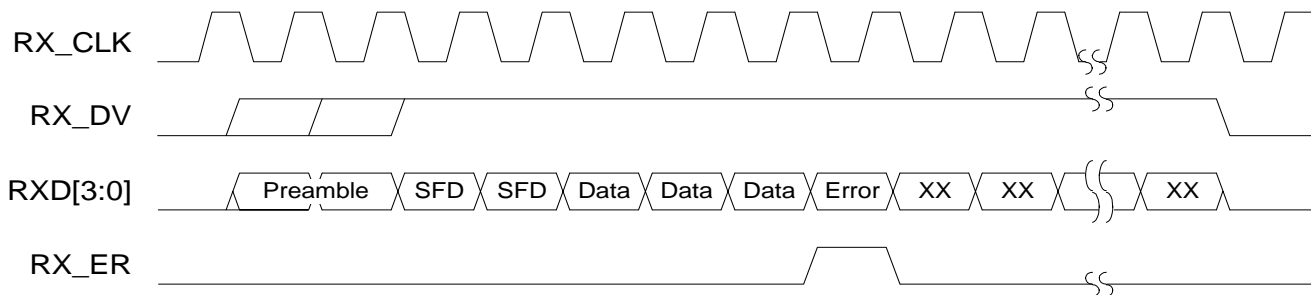 RX_CLK
RX_DV
RXD[3:0] Preamble SFD SFD Data Data Data Error XX XX XX
RX_ER